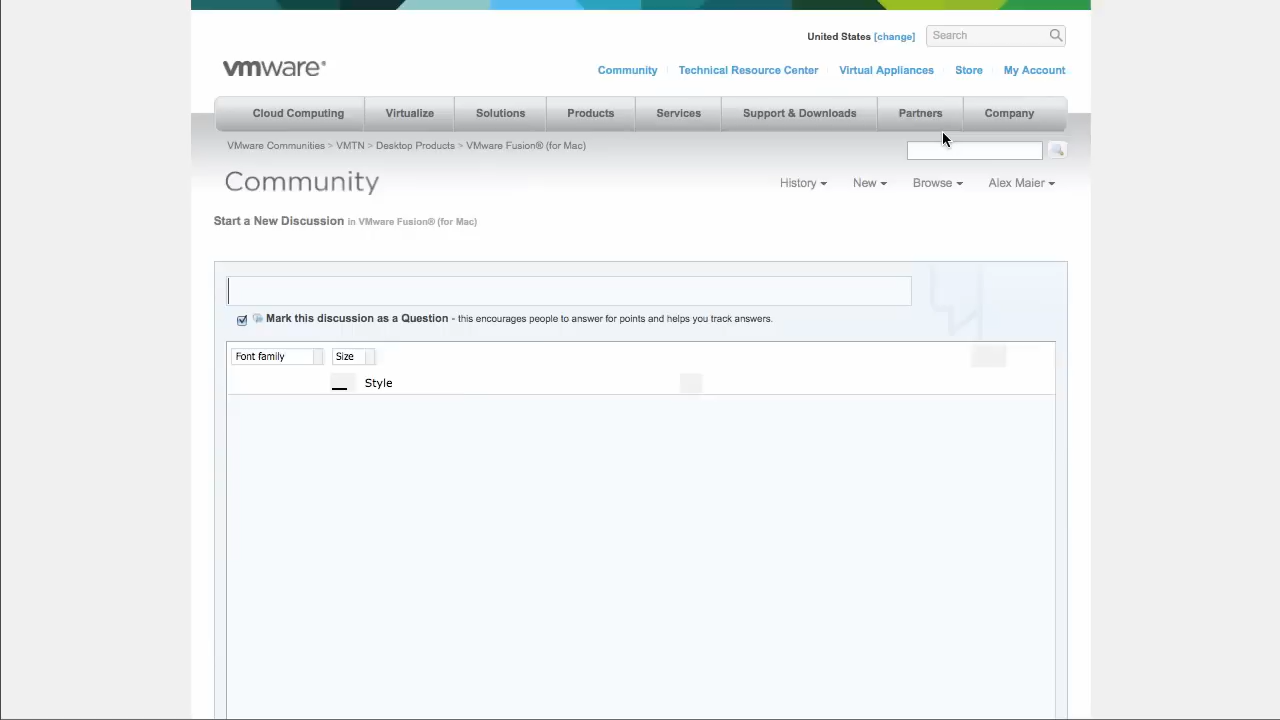 United States [change]
Search
vmware®
Community
Technical Resource Center
Virtual Appliances
Store
My Account
Cloud Computing
Virtualize
Solutions
Products
Services
Support & Downloads
Partners
Company
VMware Communities > VMTN > Desktop Products > VMware Fusion® (for Mac)
Community
History
New
Browse
Alex Maier
Start a New Discussion in VMware Fusion® (for Mac)
Mark this discussion as a Question - this encourages people to answer for points and helps you track answers.
Font family
Size
Style